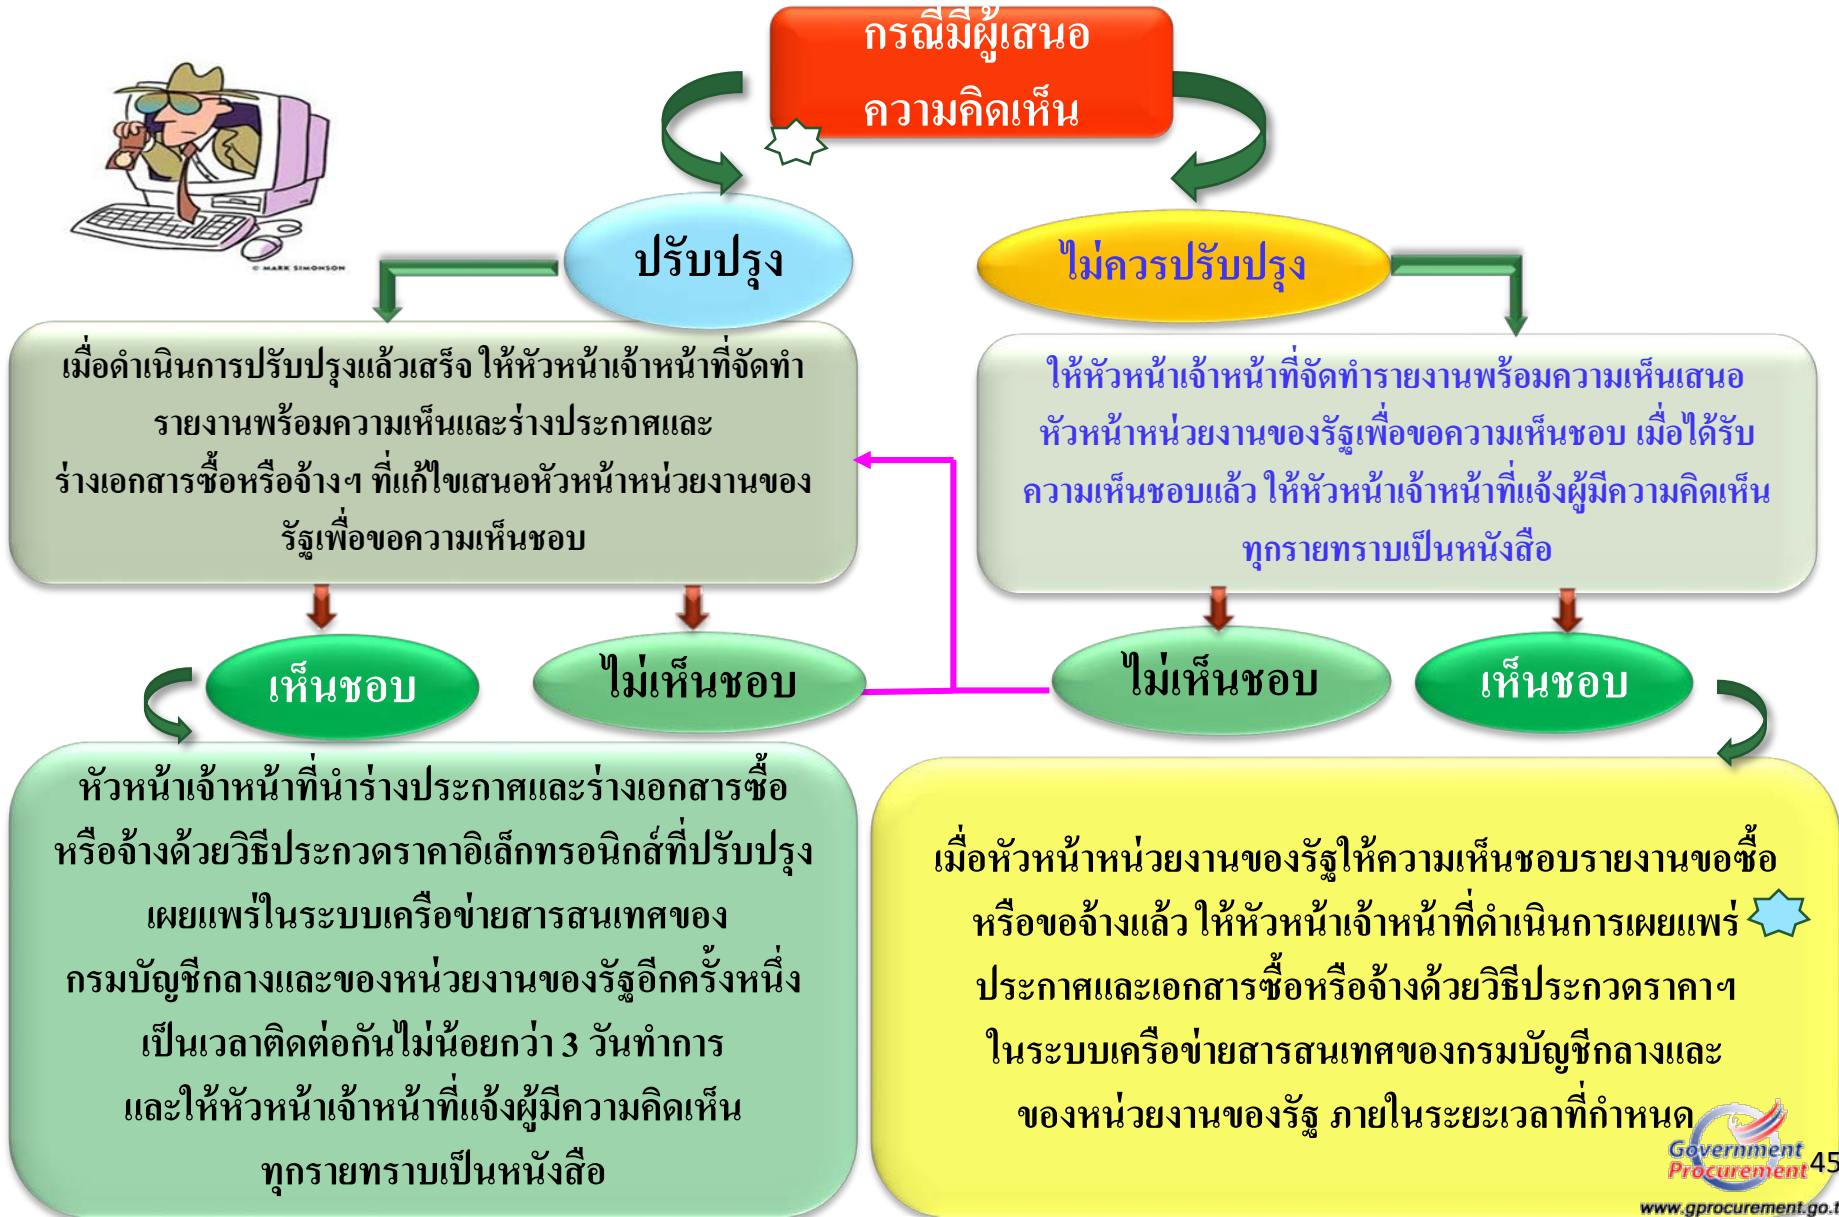 กรณีมีผู้เสนอ
ความคิดเห็น
© MARK SIMONSON
ปรับปรุง
ไม่ควรปรับปรุง
เมื่อดำเนินการปรับปรุงแล้วเสร็จ ให้หัวหน้าเจ้าหน้าที่จัดทำ
รายงานพร้อมความเห็นและร่างประกาศและ
ร่างเอกสารซื้อหรือจ้างฯ ที่แก้ไขเสนอหัวหน้าหน่วยงานของ
รัฐเพื่อขอความเห็นชอบ
ให้หัวหน้าเจ้าหน้าที่จัดทำรายงานพร้อมความเห็นเสนอ
หัวหน้าหน่วยงานของรัฐเพื่อขอความเห็นชอบ เมื่อได้รับ
ความเห็นชอบแล้ว ให้หัวหน้าเจ้าหน้าที่แจ้งผู้มีความคิดเห็น
ทุกรายทราบเป็นหนังสือ
เห็นชอบ
ไม่เห็นชอบ
ไม่เห็นชอบ
เห็นชอบ
หัวหน้าเจ้าหน้าที่นำร่างประกาศและร่างเอกสารซื้อ
หรือจ้างด้วยวิธีประกวดราคาอิเล็กทรอนิกส์ที่ปรับปรุง
เผยแพร่ในระบบเครือข่ายสารสนเทศของ
กรมบัญชีกลางและของหน่วยงานของรัฐอีกครั้งหนึ่ง
เป็นเวลาติดต่อกันไม่น้อยกว่า 3 วันทำการ
และให้หัวหน้าเจ้าหน้าที่แจ้งผู้มีความคิดเห็น
ทุกรายทราบเป็นหนังสือ
เมื่อหัวหน้าหน่วยงานของรัฐให้ความเห็นชอบรายงานขอซื้อ
หรือขอจ้างแล้ว ให้หัวหน้าเจ้าหน้าที่ดำเนินการเผยแพร่
ประกาศและเอกสารซื้อหรือจ้างด้วยวิธีประกวดราคาฯ
ในระบบเครือข่ายสารสนเทศของกรมบัญชีกลางและ
ของหน่วยงานของรัฐ ภายในระยะเวลาที่กำหนด
Government
Procurement
45
www.gprocurement.go.t